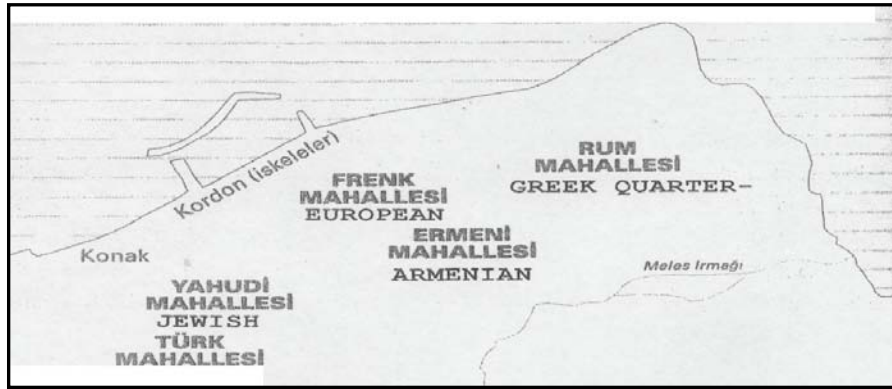 RUM
MAHALLESİ
GREEK QUARTER-
Kordon (iskeleler)
FRENK
MAHALLESİ
EUROPEAN
ERMENİ
MAHALLESİ
ARMENIAN
Konak
Meles Irmağı
YAHUDİ
MAHALLESİ
JEWISH
TÜRK
MAHALLESİ